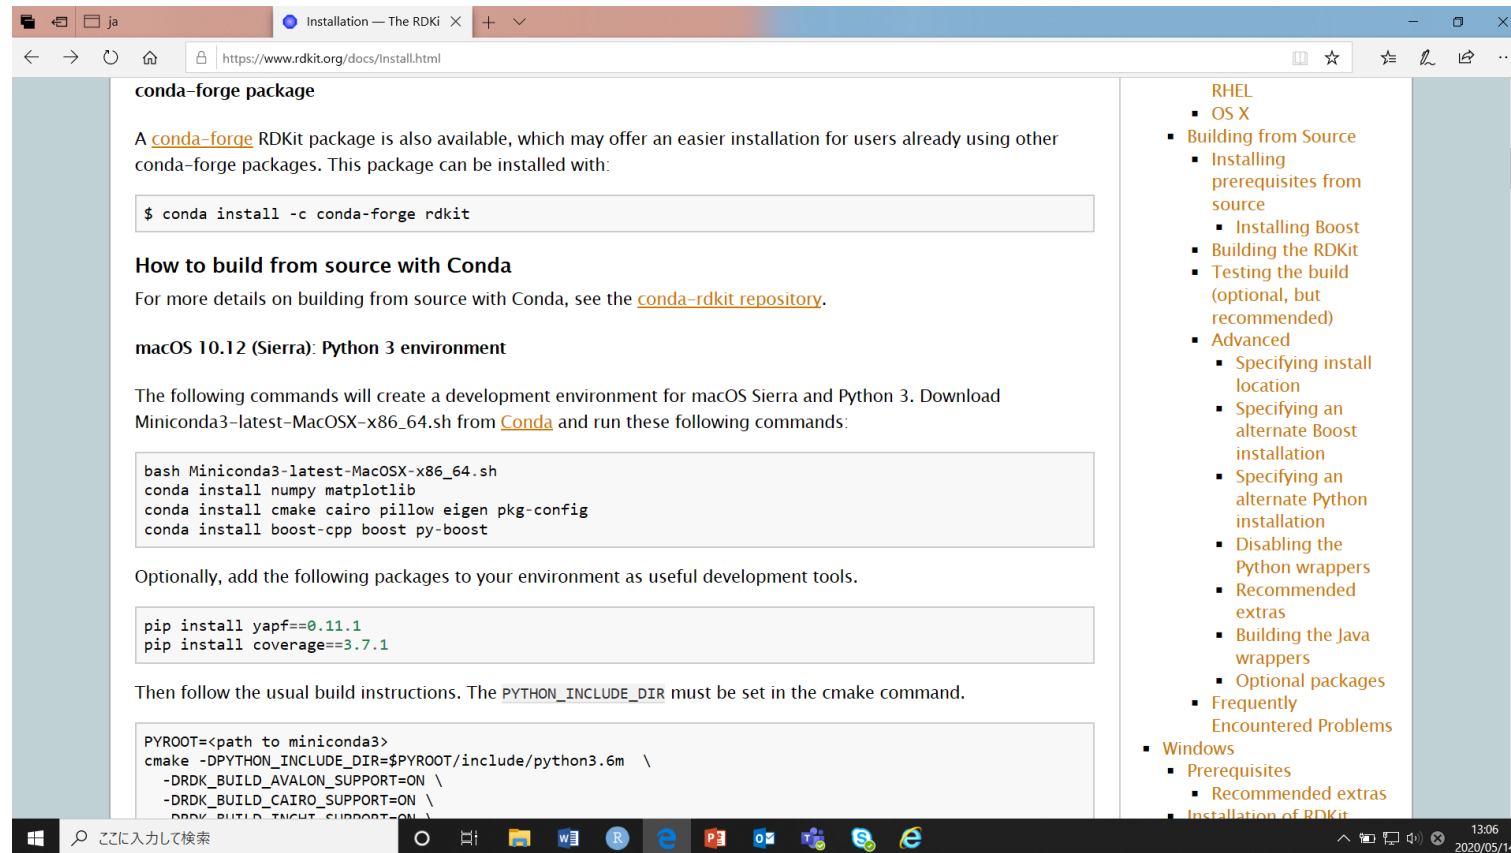 ja
Installation — The RDKi
https://www.rdkit.org/docs/Install.html
conda-forge package
A conda-forge RDKit package is also available, which may offer an easier installation for users already using other
conda-forge packages. This package can be installed with:
$ conda install -c conda-forge rdkit
How to build from source with Conda
For more details on building from source with Conda, see the conda-rdkit repository.
macOS 10.12 (Sierra): Python 3 environment
The following commands will create a development environment for macOS Sierra and Python 3. Download
Miniconda3-latest-MacOSX-x86_64.sh from Conda and run these following commands:
bash Miniconda3-latest-MacOSX-x86_64.sh
conda install numpy matplotlib
conda install cmake cairo pillow eigen pkg-config
conda install boost-cpp boost py-boost
Optionally, add the following packages to your environment as useful development tools.
pip install yapf==0.11.1
pip install coverage==3.7.1
Then follow the usual build instructions. The PYTHON_INCLUDE_DIR must be set in the cmake command.
PYROOT=<path to miniconda3>
cmake -DPYTHON_INCLUDE_DIR=$PYROOT/include/python3.6m \
-DRDK_BUILD_AVALON_SUPPORT=ON \
-DRDK_BUILD_CAIRO_SUPPORT=ON \
-DRDK_BUILD_INCHI_SUPPORT=ON \
RHEL
OS X
Building from Source
Installing
prerequisites from
source
Installing Boost
Building the RDKit
Testing the build
(optional, but
recommended)
Advanced
Specifying install
location
Specifying an
alternate Boost
installation
Specifying an
alternate Python
installation
Disabling the
Python wrappers
Recommended
extras
Building the Java
wrappers
Optional packages
Frequently
Encountered Problems
Windows
Prerequisites
Recommended extras
Installation of RDKit
ここに入力して検索
13:06
2020/05/1